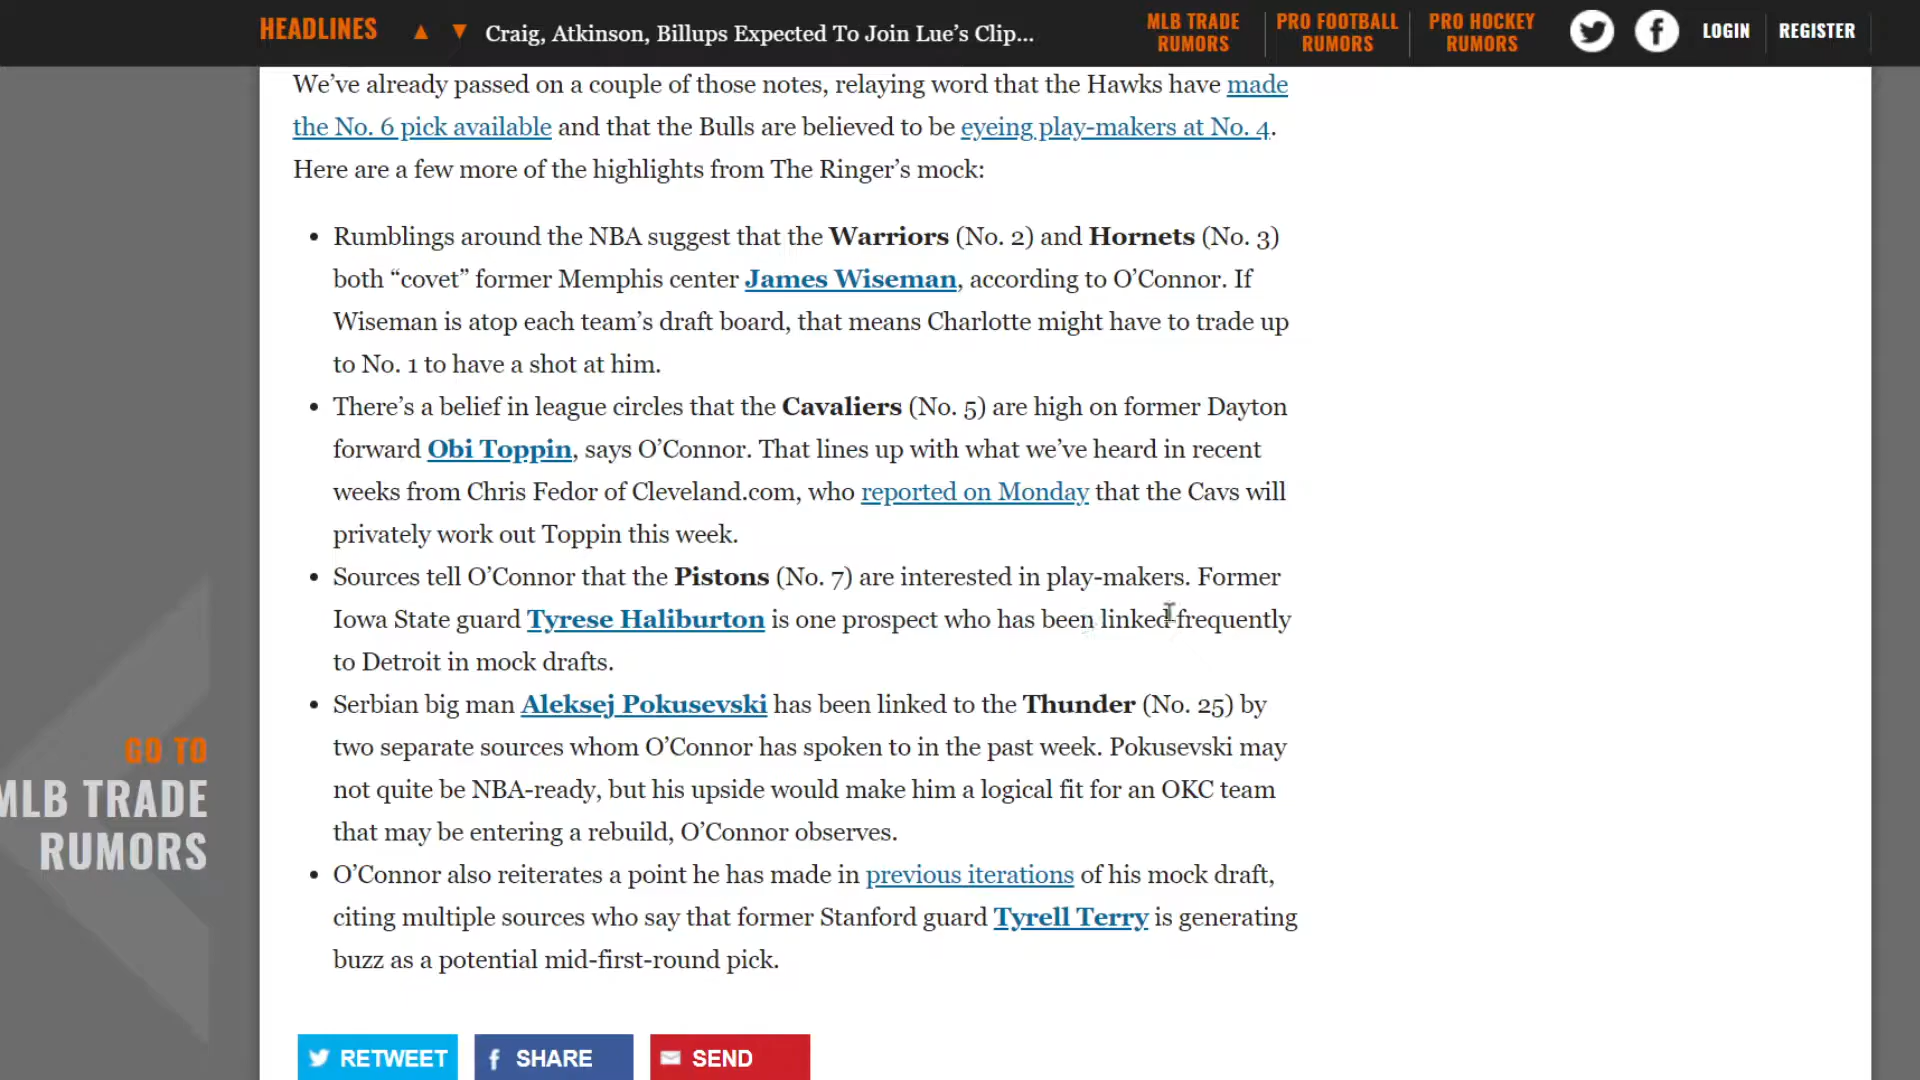 HEADLINES
Craig, Atkinson, Billups Expected To Join Lue’s Clip...
MLB TRADE
RUMORS
PRO FOOTBALL
RUMORS
PRO HOCKEY
RUMORS
LOGIN
REGISTER
We’ve already passed on a couple of those notes, relaying word that the Hawks have made
the No. 6 pick available and that the Bulls are believed to be eyeing play-makers at No. 4.
Here are a few more of the highlights from The Ringer’s mock:
• Rumblings around the NBA suggest that the Warriors (No. 2) and Hornets (No. 3)
both “covet” former Memphis center James Wiseman, according to O’Connor. If
Wiseman is atop each team’s draft board, that means Charlotte might have to trade up
to No. 1 to have a shot at him.
• There’s a belief in league circles that the Cavaliers (No. 5) are high on former Dayton
forward Obi Toppin, says O’Connor. That lines up with what we’ve heard in recent
weeks from Chris Fedor of Cleveland.com, who reported on Monday that the Cavs will
privately work out Toppin this week.
• Sources tell O’Connor that the Pistons (No. 7) are interested in play-makers. Former
Iowa State guard Tyrese Haliburton is one prospect who has been linked frequently
to Detroit in mock drafts.
• Serbian big man Aleksej Pokusevski has been linked to the Thunder (No. 25) by
two separate sources whom O’Connor has spoken to in the past week. Pokusevski may
not quite be NBA-ready, but his upside would make him a logical fit for an OKC team
that may be entering a rebuild, O’Connor observes.
• O’Connor also reiterates a point he has made in previous iterations of his mock draft,
citing multiple sources who say that former Stanford guard Tyrell Terry is generating
buzz as a potential mid-first-round pick.
GO TO
MLB TRADE
RUMORS
RETWEET
SHARE
SEND